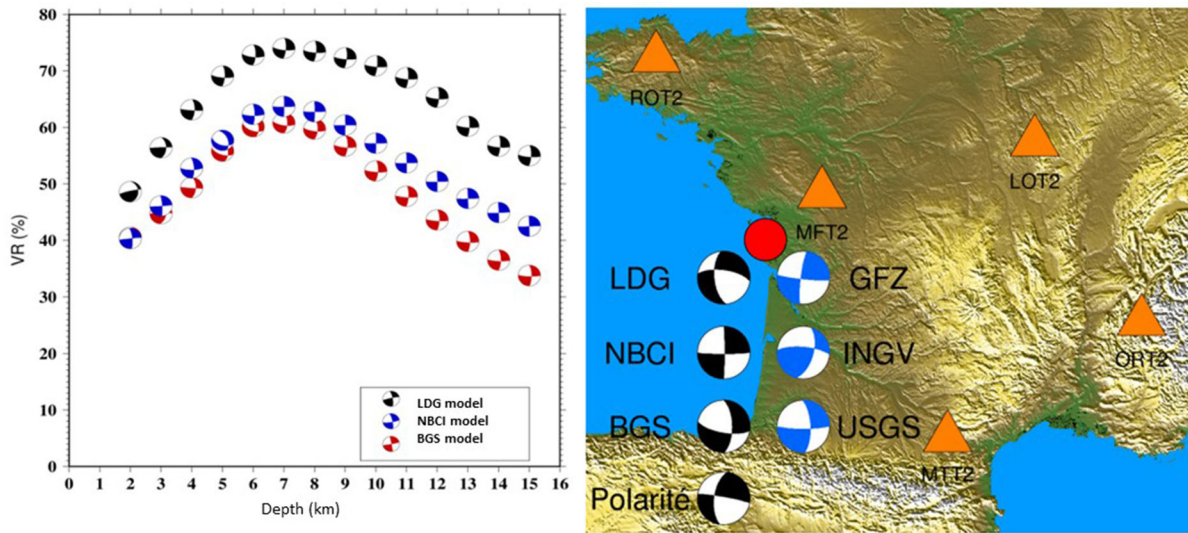 80
70
60
50
40
30
20
10
0
VR (%)
0 1 2 3 4 5 6 7 8 9 10 11 12 13 14 15 16
Depth (km)
LDG model
NBCI model
BGS model
ROT2
LOT2
MFT2
LDG GFZ
ORT2
NBCI INGV
BGS USGS
MTT2
Polarité